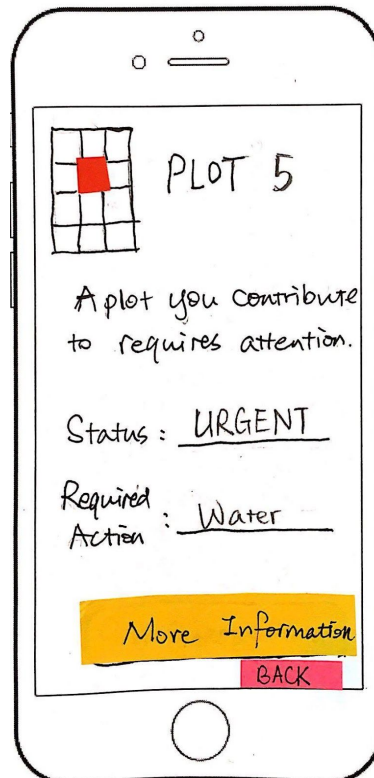 PLOT 5
A plot you contribute
to requires attention.
Status: URGENT
Required
Action : Water
More Information
BACK